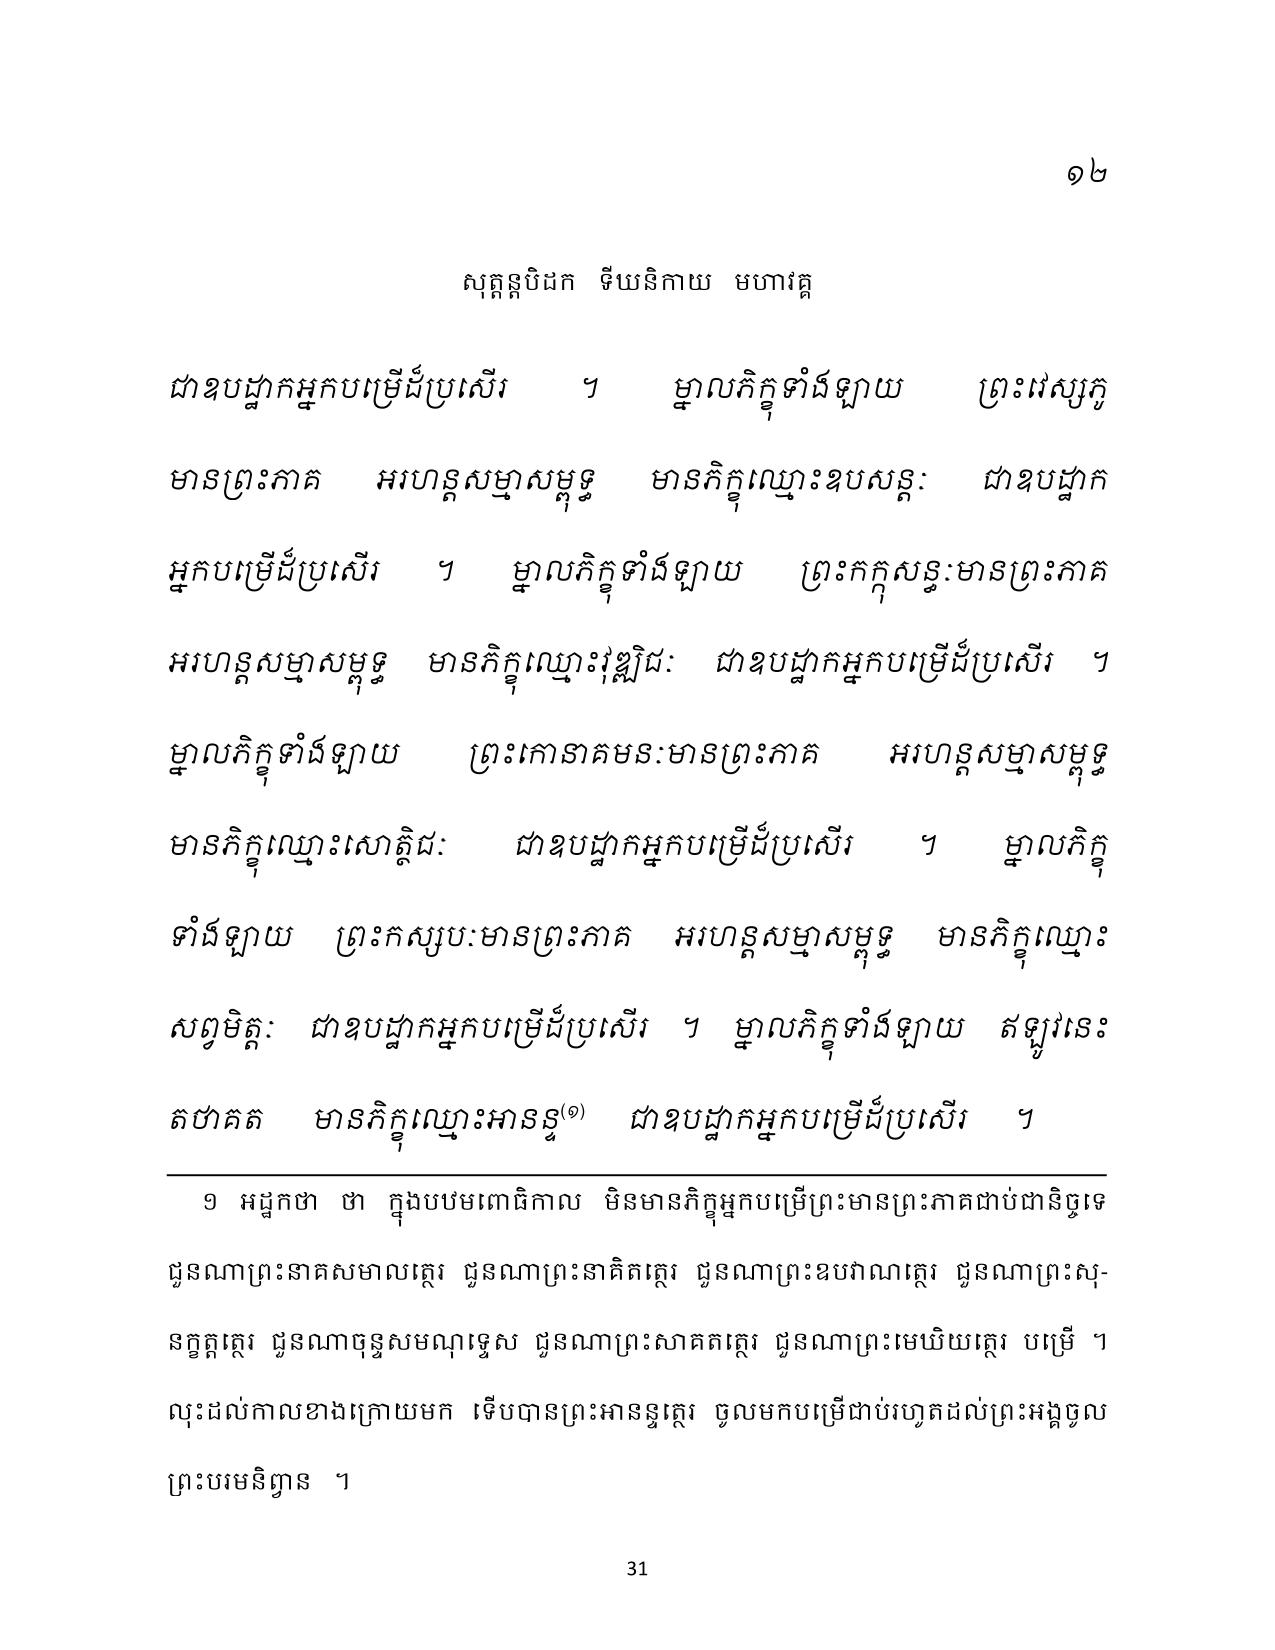 ១២
សុត្តន្តបិដក ទីឃនិកាយ មហាវគ្គ
ជាឧបដ្ឋាកអ្នកបម្រើដ៏ប្រសើរ ។ ម្នាលភិក្ខុទាំងឡាយ ព្រះវេស្សភូ
មានព្រះភាគ អរហន្តសម្មាសម្ពុទ្ធ មានភិក្ខុឈ្មោះឧបសន្តៈ ជាឧបដ្ឋាក
អ្នកបម្រើដ៏ប្រសើរ ។ ម្នាលភិក្ខុទាំងឡាយ ព្រះកក្កុសន្ធៈមានព្រះភាគ
អរហន្តសម្មាសម្ពុទ្ធ មានភិក្ខុឈ្មោះវុឌ្ឍិជៈ ជាឧបដ្ឋាកអ្នកបម្រើដ៏ប្រសើរ ។
ម្នាលភិក្ខុទាំងឡាយ ព្រះកោនាគមនៈមានព្រះភាគ អរហន្តសម្មាសម្ពុទ្ធ
មានភិក្ខុឈ្មោះសោត្ថិជៈ ជាឧបដ្ឋាកអ្នកបម្រើដ៏ប្រសើរ ។ ម្នាលភិក្ខុ
ទាំងឡាយ ព្រះកស្សបៈមានព្រះភាគ អរហន្តសម្មាសម្ពុទ្ធ មានភិក្ខុឈ្មោះ
សព្វមិត្តៈ ជាឧបដ្ឋាកអ្នកបម្រើដ៏ប្រសើរ ។ ម្នាលភិក្ខុទាំងឡាយ ឥឡូវនេះ
តថាគត មានភិក្ខុឈ្មោះអានន្ទ(១) ជាឧបដ្ឋាកអ្នកបម្រើដ៏ប្រសើរ ។
១ អដ្ឋកថា ថា ក្នុងបឋមពោធិកាល មិនមានភិក្ខុអ្នកបម្រើព្រះមានព្រះភាគជាប់ជានិច្ចទេ
ជួនណាព្រះនាគសមាលត្ថេរ ជួនណាព្រះនាគិតត្ថេរ ជួនណាព្រះឧបវាណត្ថេរ ជួនណាព្រះសុ-
នក្ខត្តត្ថេរ ជួនណាចុន្ទសមណុទ្ទេស ជួនណាព្រះសាគតត្ថេរ ជួនណាព្រះមេឃិយត្ថេរ បម្រើ ។
លុះដល់កាលខាងក្រោយមក ទើបបានព្រះអានន្ទត្ថេរ ចូលមកបម្រើជាប់រហូតដល់ព្រះអង្គចូល
ព្រះបរមនិព្វាន ។
31